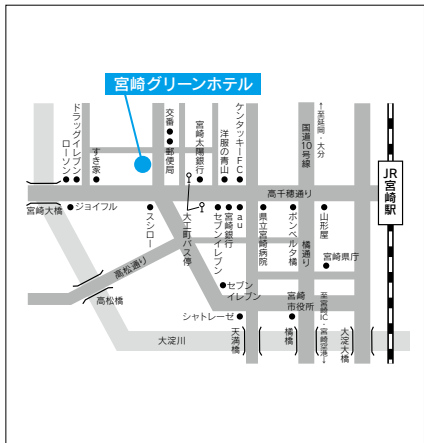 宮崎グリーンホテル
ローソン
ドラッグイレブン
すき家
交番
郵便局
宮崎太陽銀行
洋服の青山
ケンタッキーFC
国道10号線
↑至延岡・大分
JR宮崎駅
高千穂通り
宮崎大橋
ジョイフル
スシロー
大工町バス停
セブンイレブン
宮崎銀行
au
県立宮崎病院
ボンベルタ橘
橘通り
山形屋
宮崎県庁
高松通り
高松橋
セブン
イレブン
シャトレーゼ
宮崎
市役所
至宮崎IC・宮崎空港↓
大淀川
天満橋
橘橋
大淀大橋